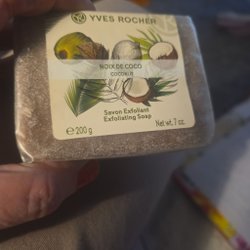 YVES ROCHER
NOIX DE COCO
COCONUT
Savon Exfoliant
Exfoliating Soap
℮ 200 g
Net wt. 7 oz.